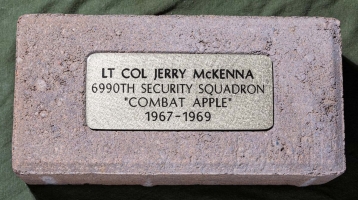 LT COL JERRY McKENNA
6990TH SECURITY SQUADRON
"COMBAT APPLE"
1967-1969